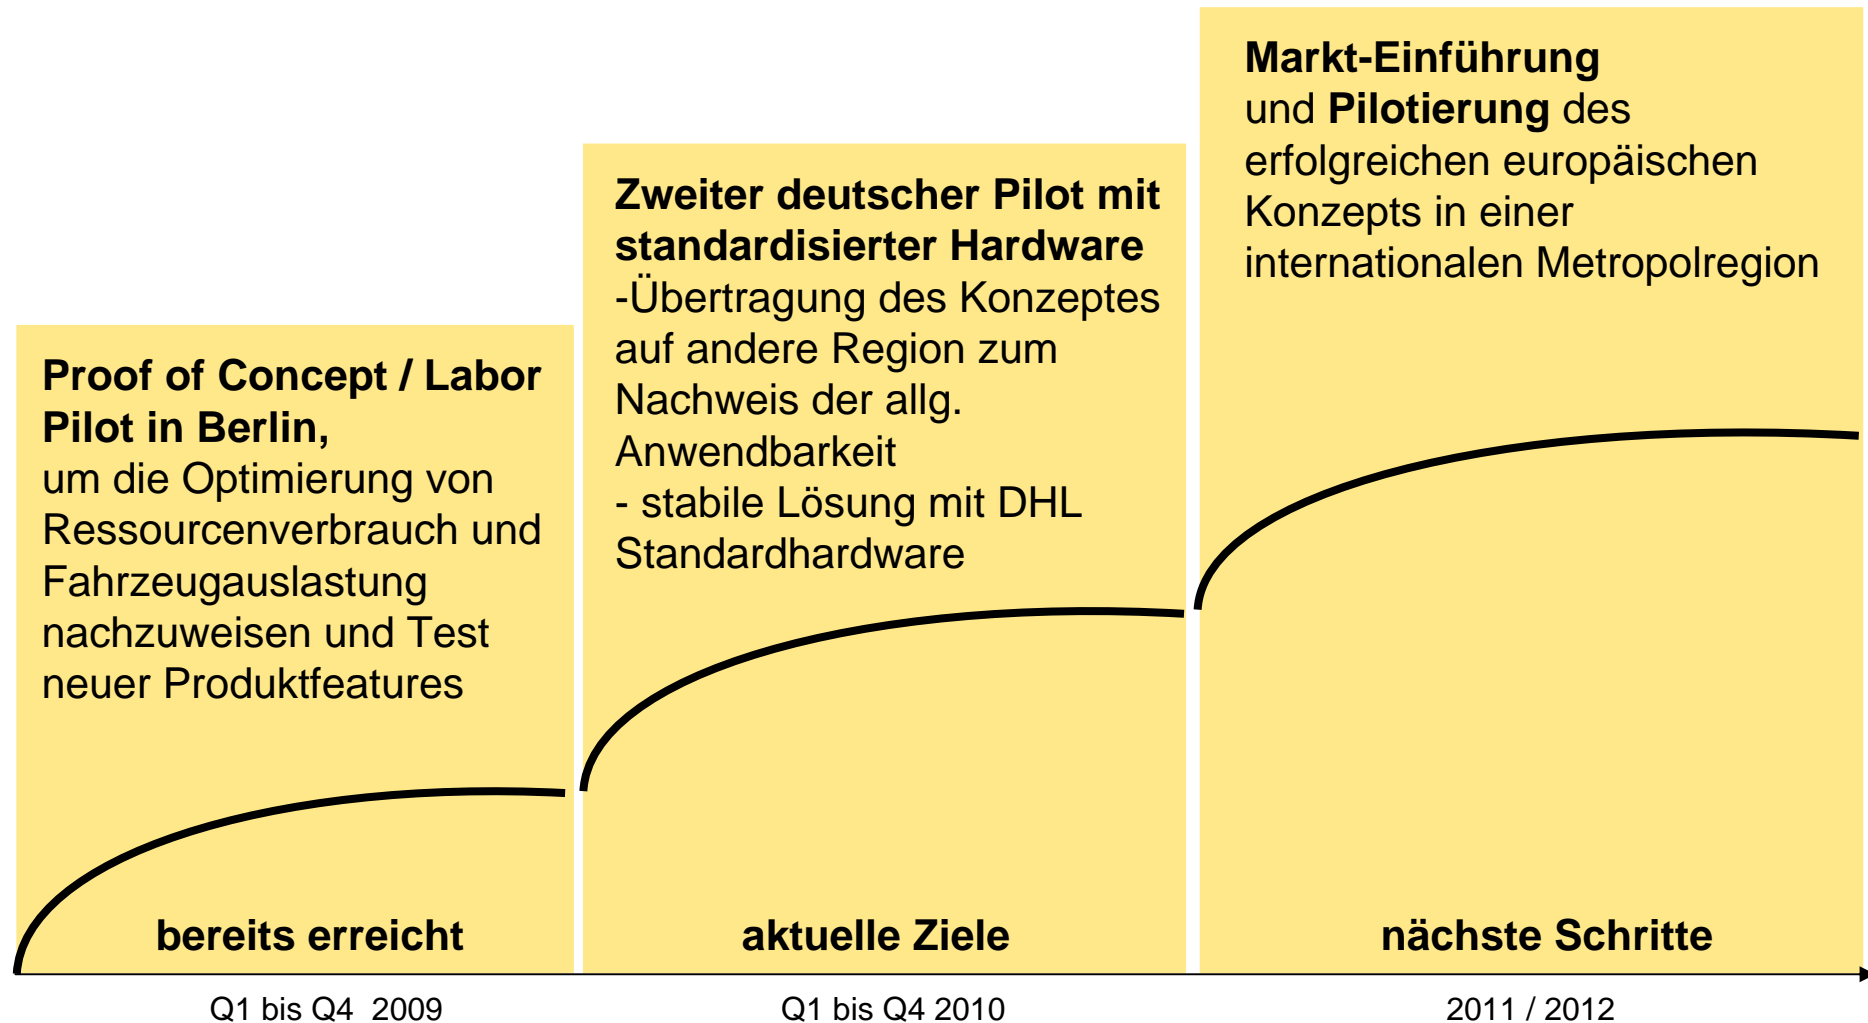 Proof of Concept / Labor
Pilot in Berlin,
um die Optimierung von
Ressourcenverbrauch und
Fahrzeugauslastung
nachzuweisen und Test
neuer Produktfeatures
bereits erreicht
Q1 bis Q4  2009
Zweiter deutscher Pilot mit
standardisierter Hardware
-Übertragung des Konzeptes
auf andere Region zum
Nachweis der allg.
Anwendbarkeit
- stabile Lösung mit DHL
Standardhardware
aktuelle Ziele
Q1 bis Q4 2010
Markt-Einführung
und Pilotierung des
erfolgreichen europäischen
Konzepts in einer
internationalen Metropolregion
nächste Schritte
2011 / 2012